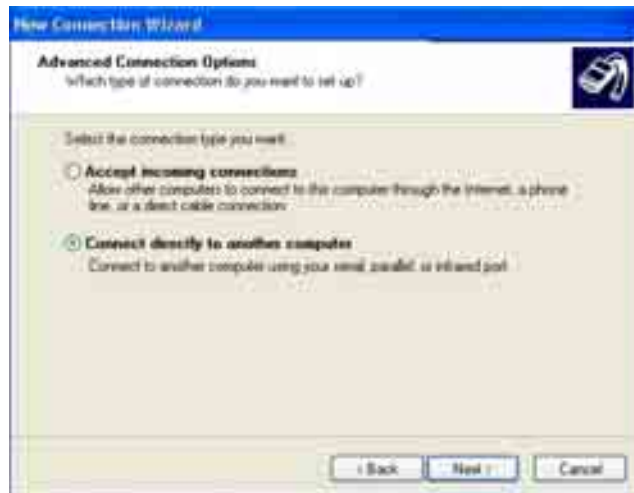 New Connection Wizard
Advanced Connection Options
Which type of connection do you want to set up?
Select the connection type you want:
Accept incoming connections
Allow other computers to connect to this computer through the Internet, a phone
line, or a direct cable connection
Connect directly to another computer
Connect to another computer using your serial, parallel, or infrared port
< Back
Next >
Cancel